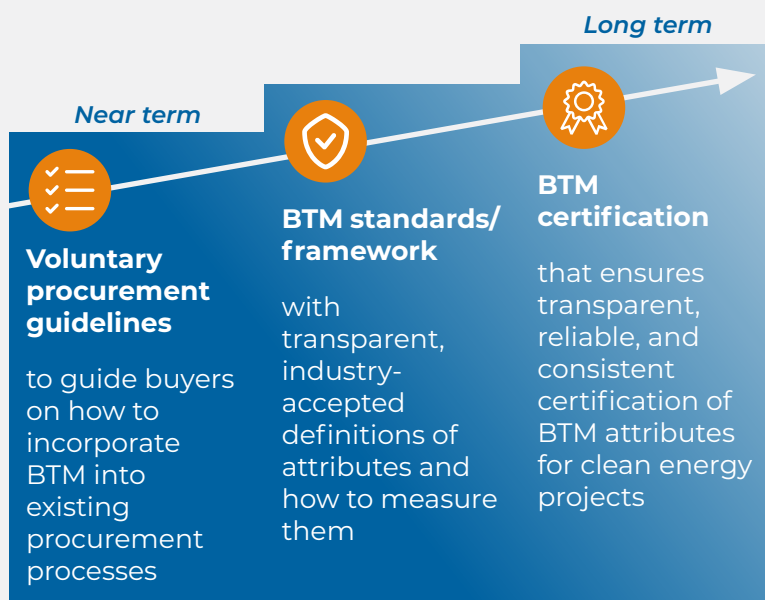 Near term
Voluntary
procurement
guidelines
to guide buyers
on how to
incorporate
BTM into
existing
procurement
processes
BTM standards/
framework
with
transparent,
industry-
accepted
definitions of
attributes and
how to measure
them
Long term
BTM
certification
that ensures
transparent,
reliable, and
consistent
certification of
BTM attributes
for clean energy
projects